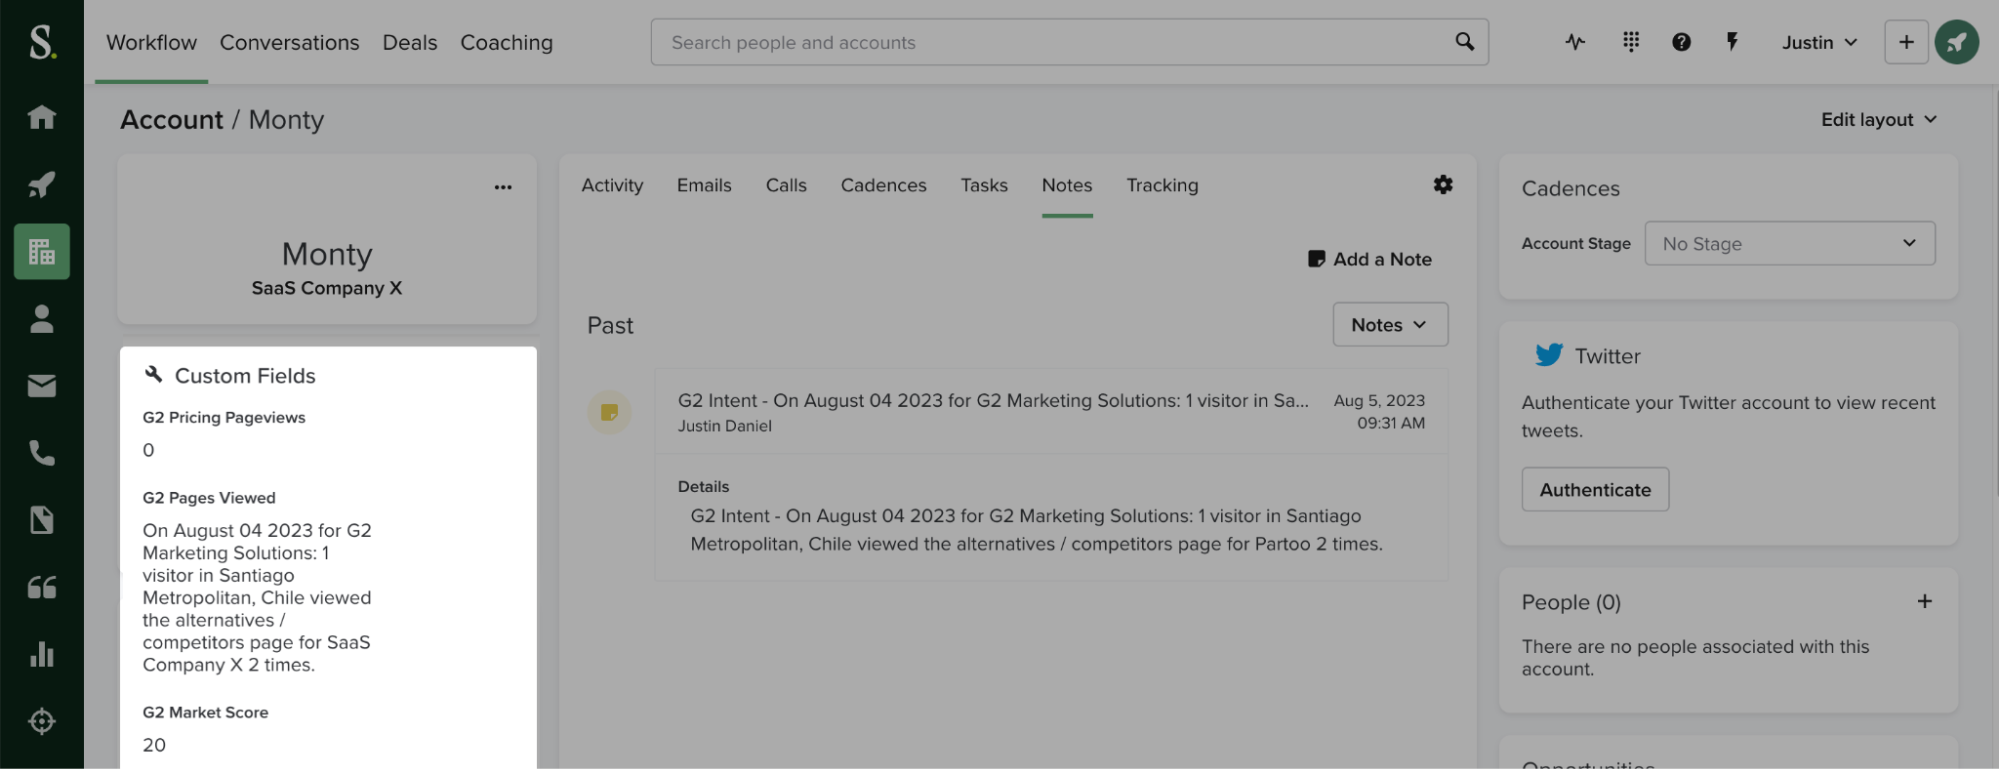 S.
Workflow Conversations Deals Coaching
Search people and accounts
Justin
Account / Monty
Edit layout
Monty
SaaS Company X
Custom Fields
G2 Pricing Pageviews
0
G2 Pages Viewed
On August 04 2023 for G2
Marketing Solutions: 1
visitor in Santiago
Metropolitan, Chile viewed
the alternatives /
competitors page for SaaS
Company X 2 times.
G2 Market Score
20
Activity Emails Calls Cadences Tasks Notes Tracking
Add a Note
Past
Notes
G2 Intent - On August 04 2023 for G2 Marketing Solutions: 1 visitor in Sa...
Aug 5, 2023
Justin Daniel
09:31 AM
Details
G2 Intent - On August 04 2023 for G2 Marketing Solutions: 1 visitor in Santiago
Metropolitan, Chile viewed the alternatives / competitors page for Partoo 2 times.
Cadences
Account Stage No Stage
Twitter
Authenticate your Twitter account to view recent
tweets.
Authenticate
People (0)
There are no people associated with this
account.
Opportunities